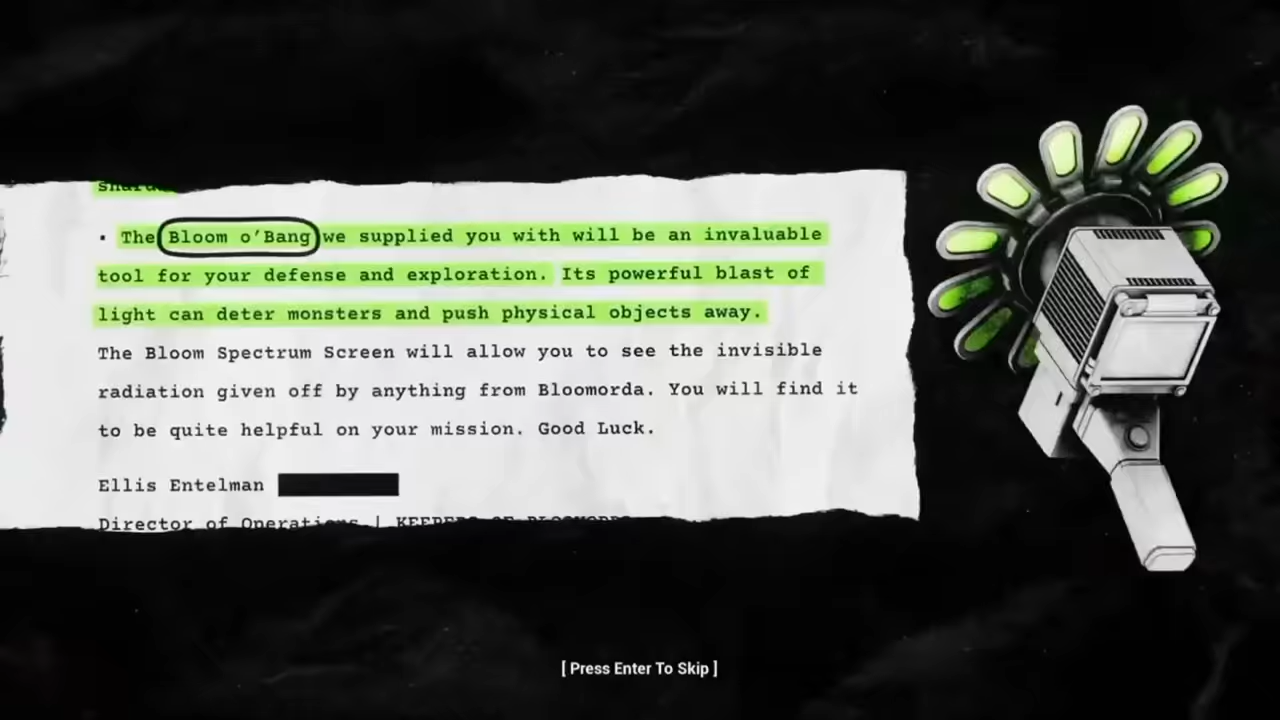 • The Bloom o'Bang we supplied you with will be an invaluable
tool for your defense and exploration. Its powerful blast of
light can deter monsters and push physical objects away.
The Bloom Spectrum Screen will allow you to see the invisible
radiation given off by anything from Bloomorda. You will find it
to be quite helpful on your mission. Good Luck.
Ellis Entelman
Director of Operations |
[ Press Enter To Skip ]